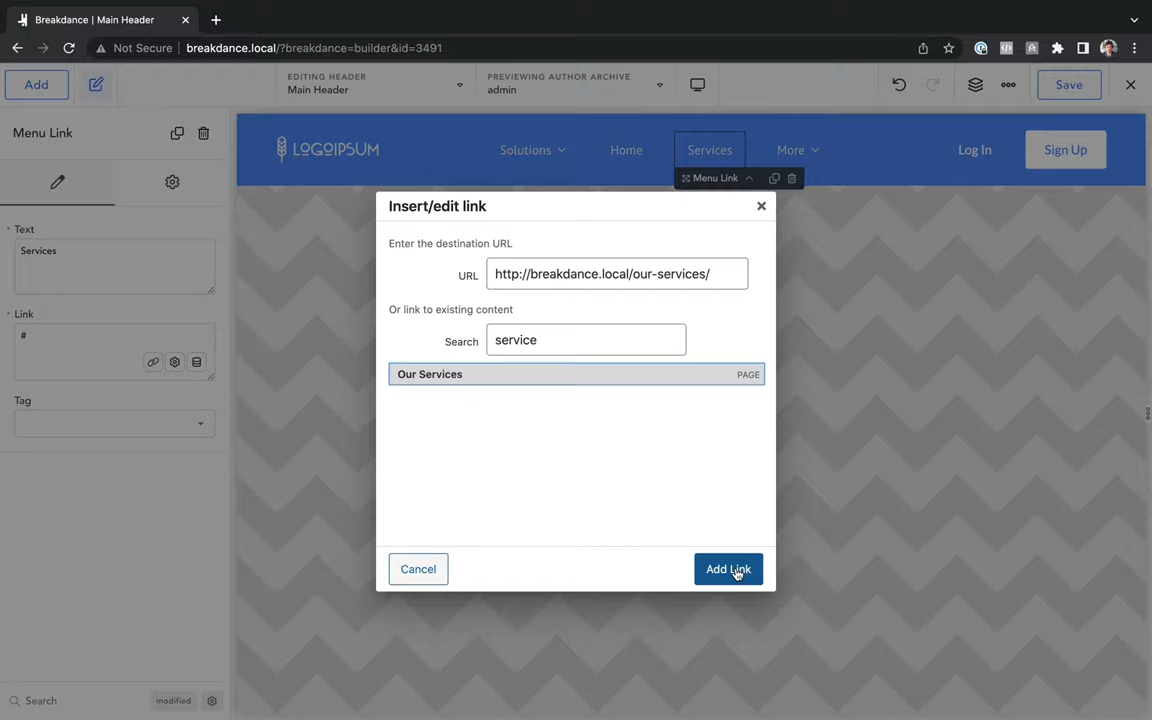 Breakdance | Main Header
Not Secure | breakdance.local/?breakdance=builder&id=3491
Add
EDITING HEADER
Main Header
PREVIEWING AUTHOR ARCHIVE
admin
Save
Menu Link
LOGOIPSUM
Solutions
Home
Services
More
Log In
Sign Up
Menu Link
Text
Services
Link
#
Tag
Insert/edit link
Enter the destination URL
URL
http://breakdance.local/our-services/
Or link to existing content
Search
service
Our Services
PAGE
Cancel
Add Link
Search
modified